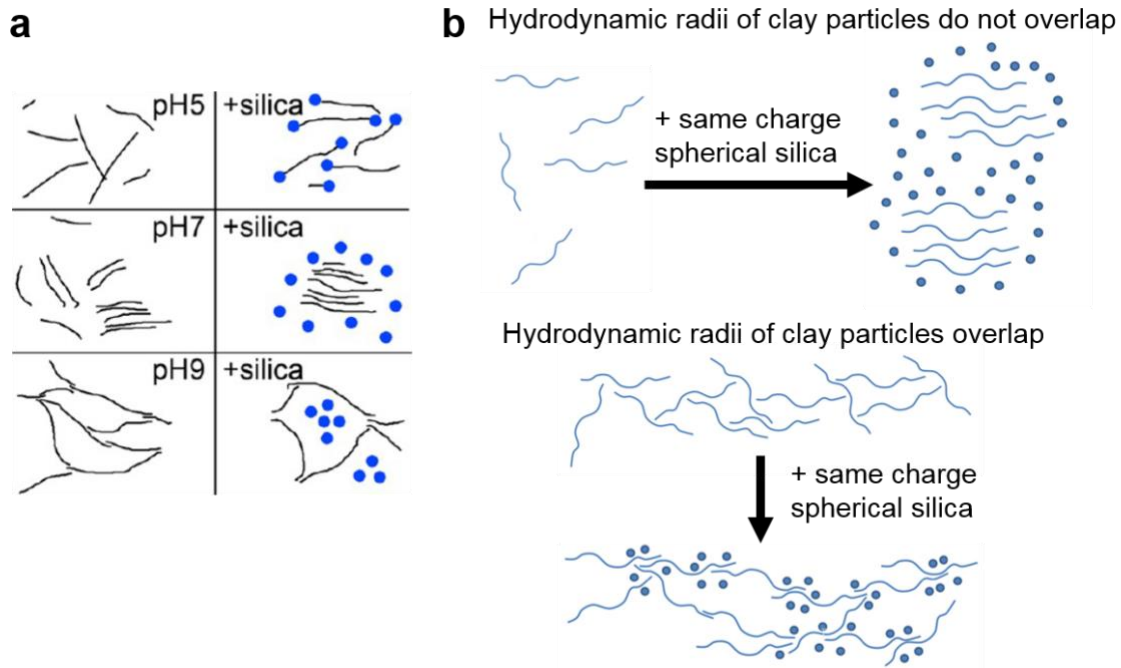 a
pH5 +silica
pH7 +silica
pH9 +silica
b
Hydrodynamic radii of clay particles do not overlap
+ same charge
spherical silica
Hydrodynamic radii of clay particles overlap
+ same charge
spherical silica